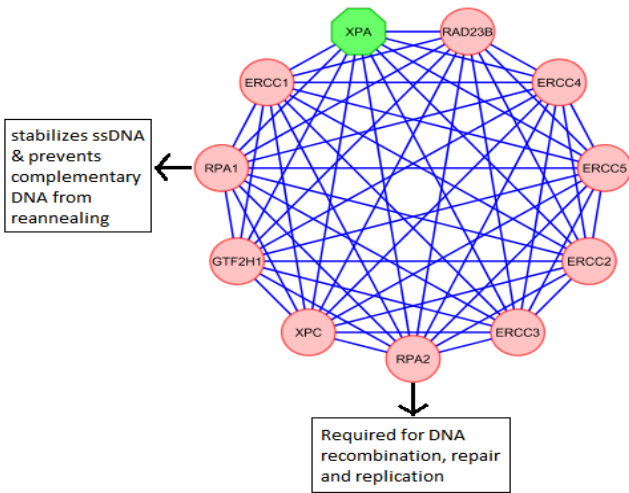 XPA
RAD23B
ERCC1
ERCC4
stabilizes ssDNA
& prevents
complementary
DNA from
reannealing
RPA1
ERCC5
GTF2H1
ERCC2
XPC
ERCC3
RPA2
Required for DNA
recombination, repair
and replication